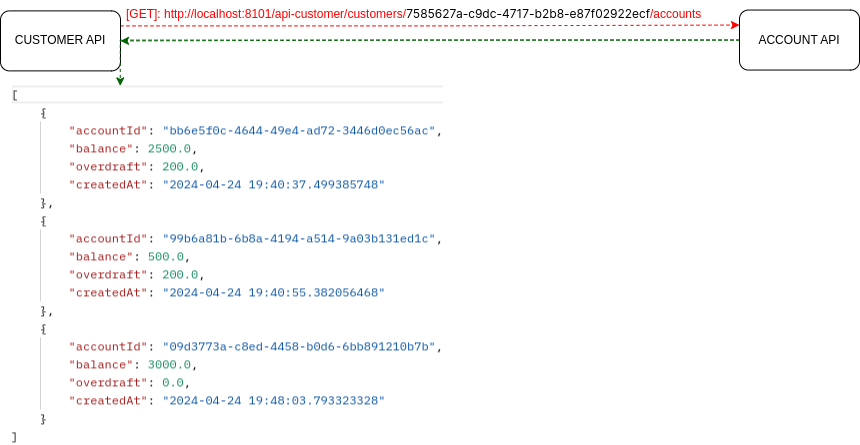 [GET]: http://localhost:8101/api-customer/customers/7585627a-c9dc-4717-b2b8-e87f02922ecf/accounts
CUSTOMER API
ACCOUNT API
[
{
"accountId": "bb6e5f0c-4644-49e4-ad72-3446d0ec56ac",
"balance": 2500.0,
"overdraft": 200.0,
"createdAt": "2024-04-24 19:40:37.499385748"
},
{
"accountId": "99b6a81b-6b8a-4194-a514-9a03b131ed1c",
"balance": 500.0,
"overdraft": 200.0,
"createdAt": "2024-04-24 19:40:55.382056468"
},
{
"accountId": "09d3773a-c8ed-4458-b0d6-6bb891210b7b",
"balance": 3000.0,
"overdraft": 0.0,
"createdAt": "2024-04-24 19:48:03.793323328"
}
]